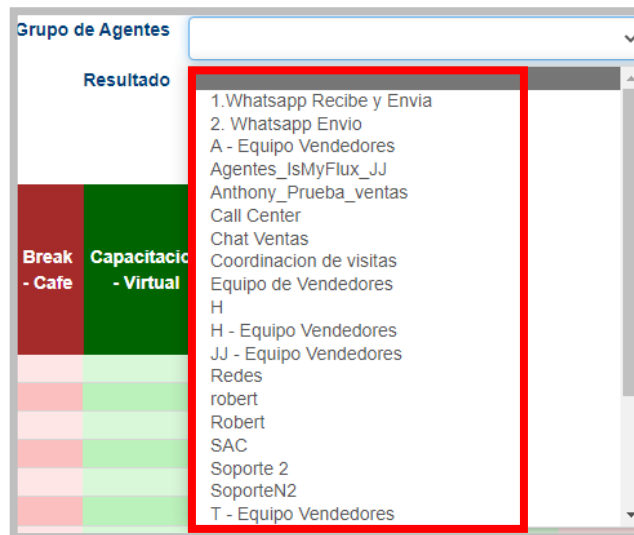 Grupo de Agentes
Resultado
1.Whatsapp Recibe y Envia
2. Whatsapp Envio
A - Equipo Vendedores
Agentes_IsMyFlux_JJ
Anthony_Prueba_ventas
Call Center
Chat Ventas
Coordinacion de visitas
Equipo de Vendedores
H
H - Equipo Vendedores
JJ - Equipo Vendedores
Redes
robert
Robert
SAC
Soporte 2
SoporteN2
T - Equipo Vendedores
Break
- Cafe
Capacitacio
- Virtual